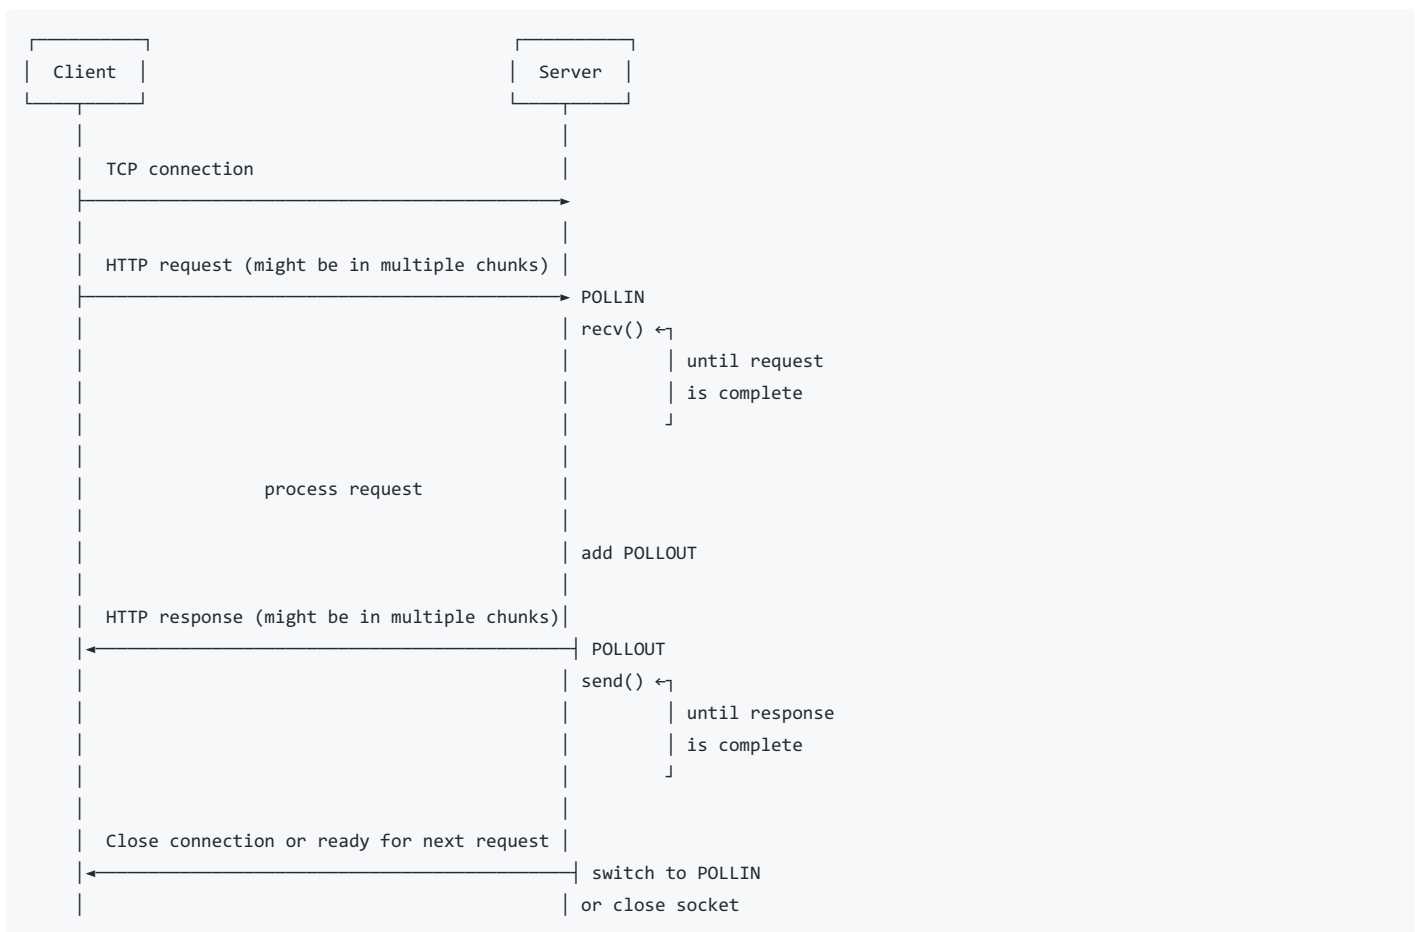 Client Server
TCP connection
HTTP request (might be in multiple chunks)
POLLIN
recv()
until request
is complete
process request
add POLLOUT
HTTP response (might be in multiple chunks)
POLLOUT
send()
until response
is complete
Close connection or ready for next request
switch to POLLIN
or close socket